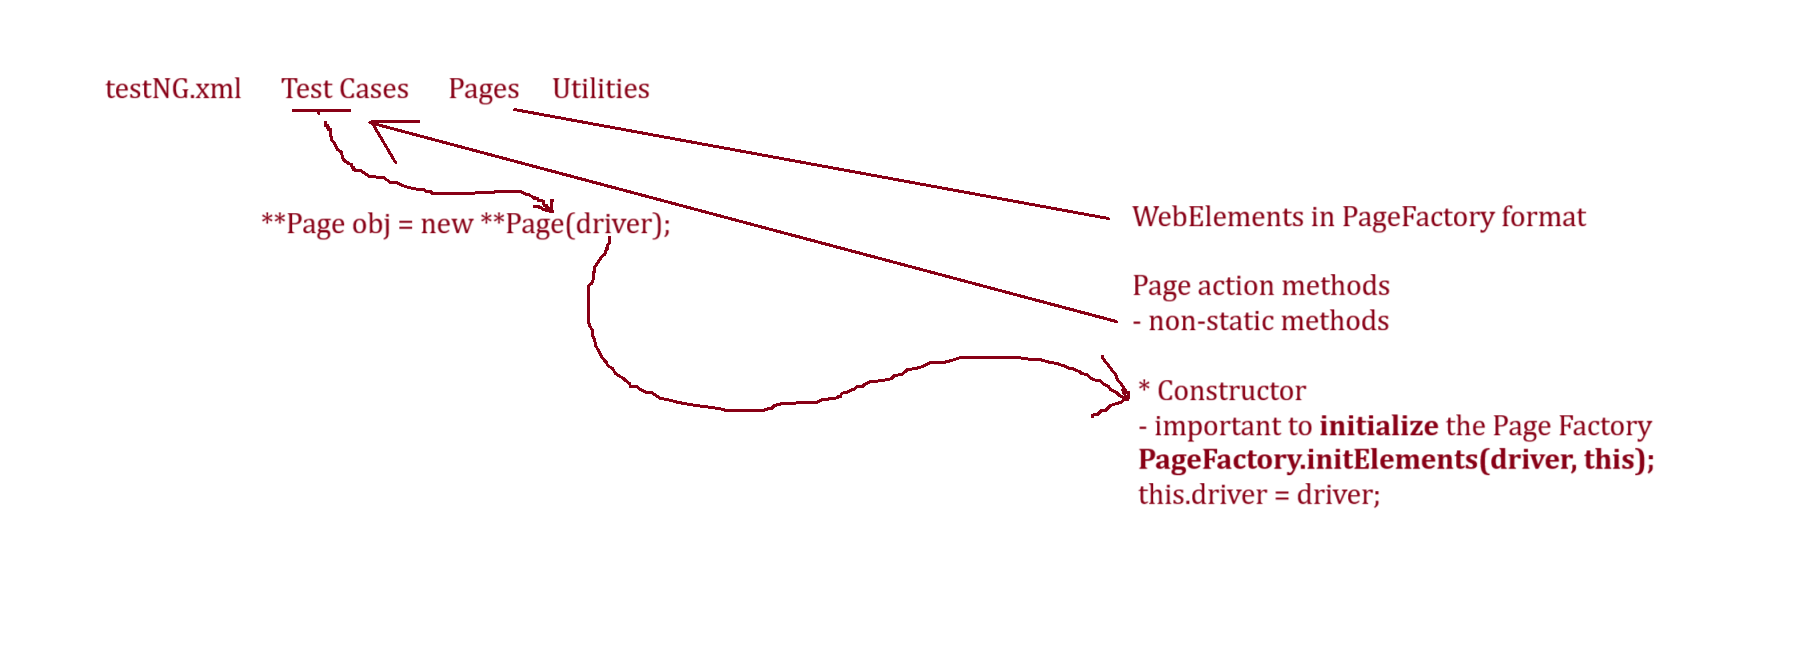 testNG.xml Test Cases Pages Utilities
**Page obj = new **Page(driver);
WebElements in PageFactory format
Page action methods
- non-static methods
* Constructor
- important to initialize the Page Factory
PageFactory.initElements(driver, this);
this.driver = driver;